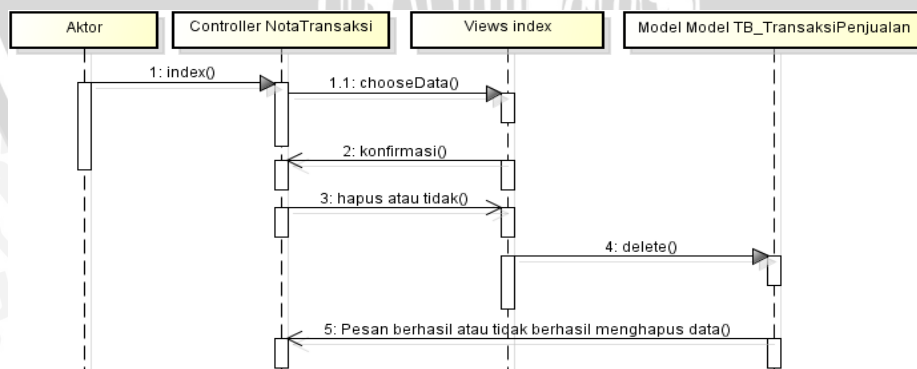 Aktor
Controller NotaTransaksi
Views index
Model Model TB_TransaksiPenjualan
1: index()
1.1: chooseData()
2: konfirmasi()
3: hapus atau tidak()
4: delete()
5: Pesan berhasil atau tidak berhasil menghapus data()